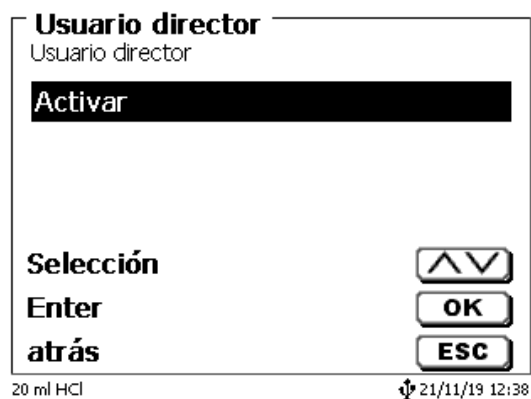 Usuario director
Usuario director
Activar
Selección
Enter OK
atrás ESC
20 ml HCl 21/11/19 12:38